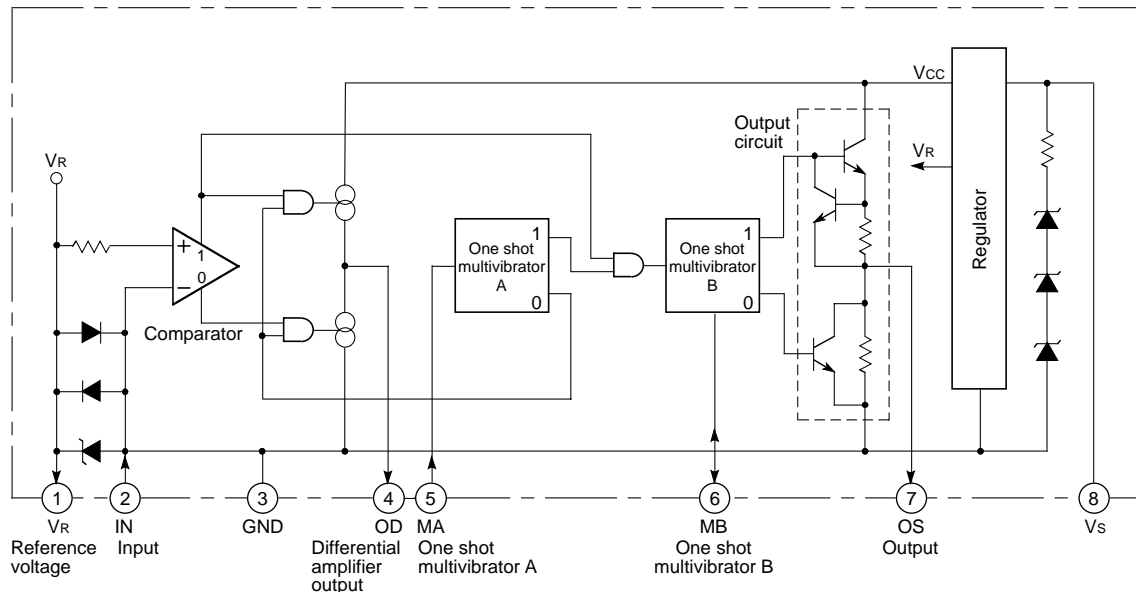 VCC
Output
circuit
VR
VR
Regulator
+
1
0
−
Comparator
One shot
multivibrator
A
1
0
One shot
multivibrator
B
1
0
1
2
3
4
5
6
7
8
VR
Reference
voltage
IN
Input
GND
OD
Differential
amplifier
output
MA
One shot
multivibrator A
MB
One shot
multivibrator B
OS
Output
VS